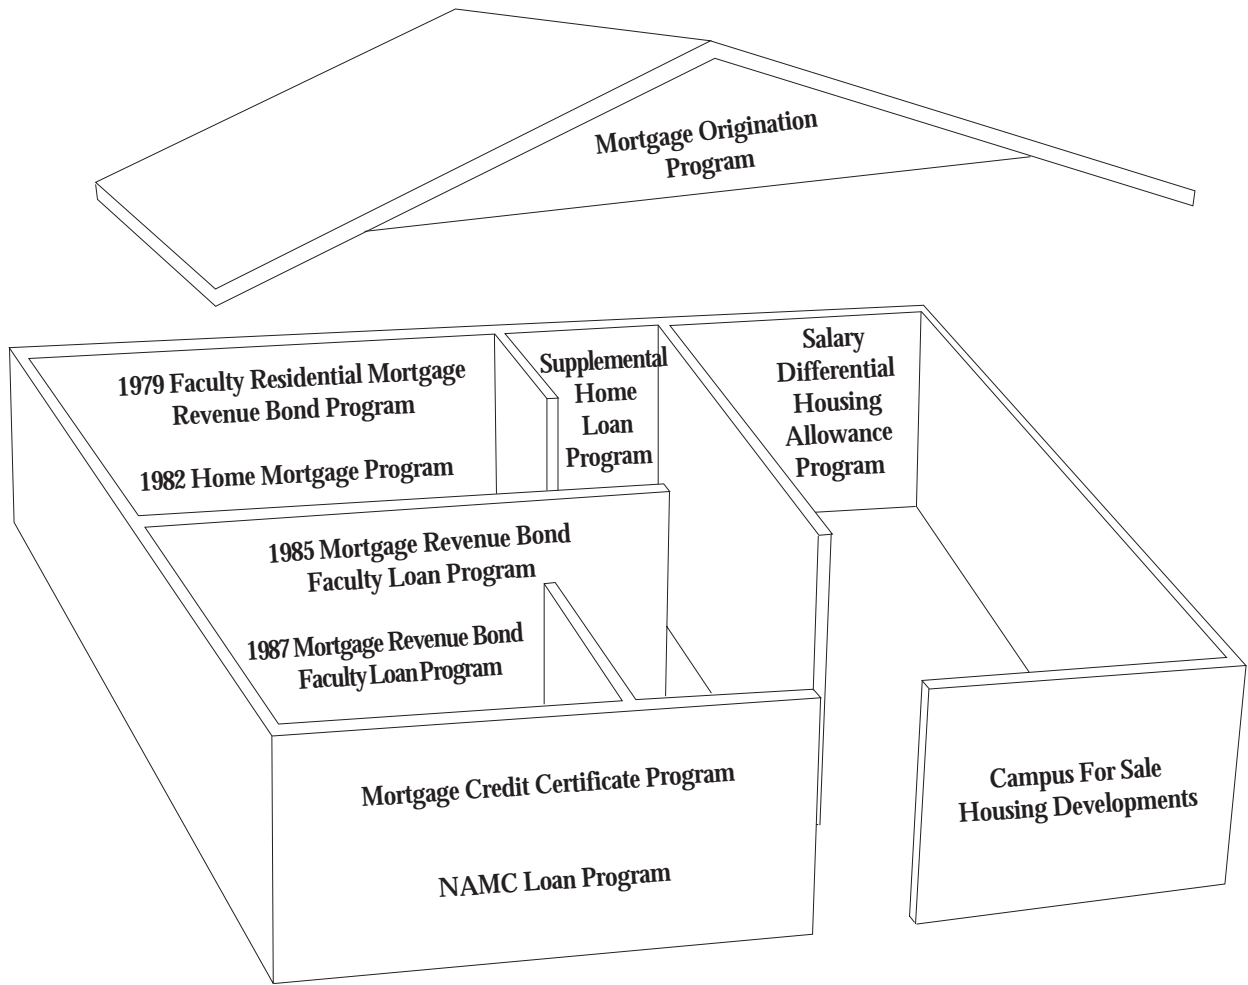 Mortgage Origination
Program
1979 Faculty Residential Mortgage
Revenue Bond Program
1982 Home Mortgage Program
Supplemental
Home
Loan
Program
Salary
Differential
Housing
Allowance
Program
1985 Mortgage Revenue Bond
Faculty Loan Program
1987 Mortgage Revenue Bond
Faculty Loan Program
Mortgage Credit Certificate Program
NAMC Loan Program
Campus For Sale
Housing Developments